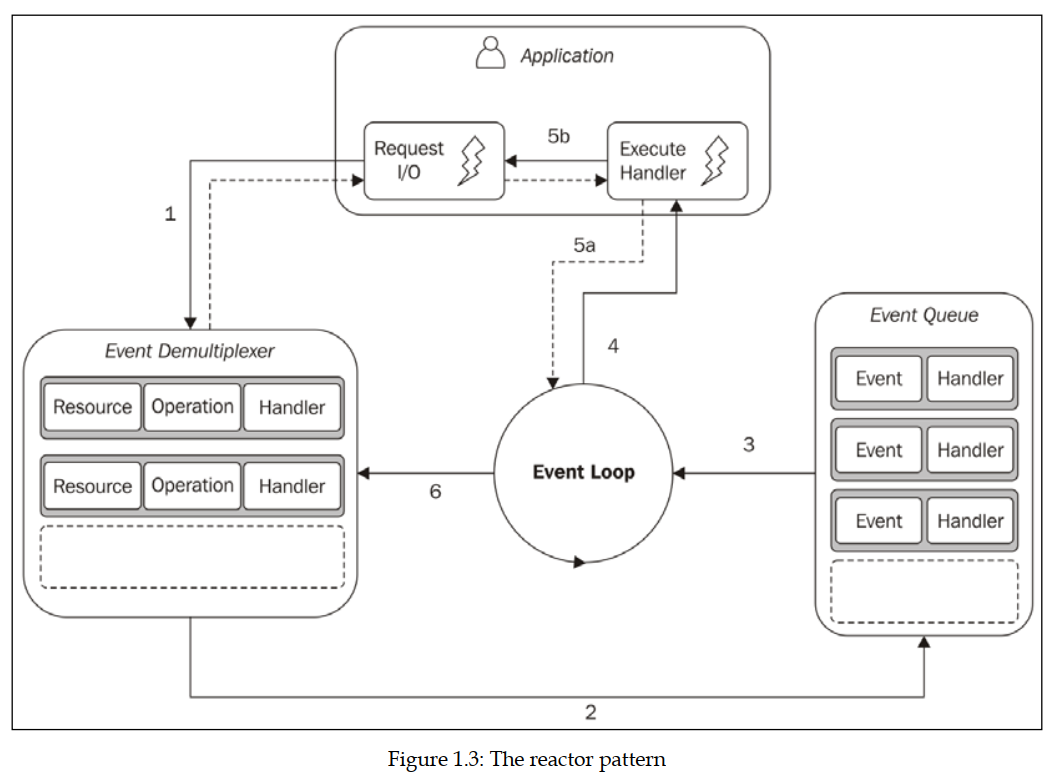 Application
Request
I/O
5b
Execute
Handler
1
5a
4
Event Demultiplexer
Resource Operation Handler
Resource Operation Handler
Event Loop
3
6
Event Queue
Event Handler
Event Handler
Event Handler
2
Figure 1.3: The reactor pattern